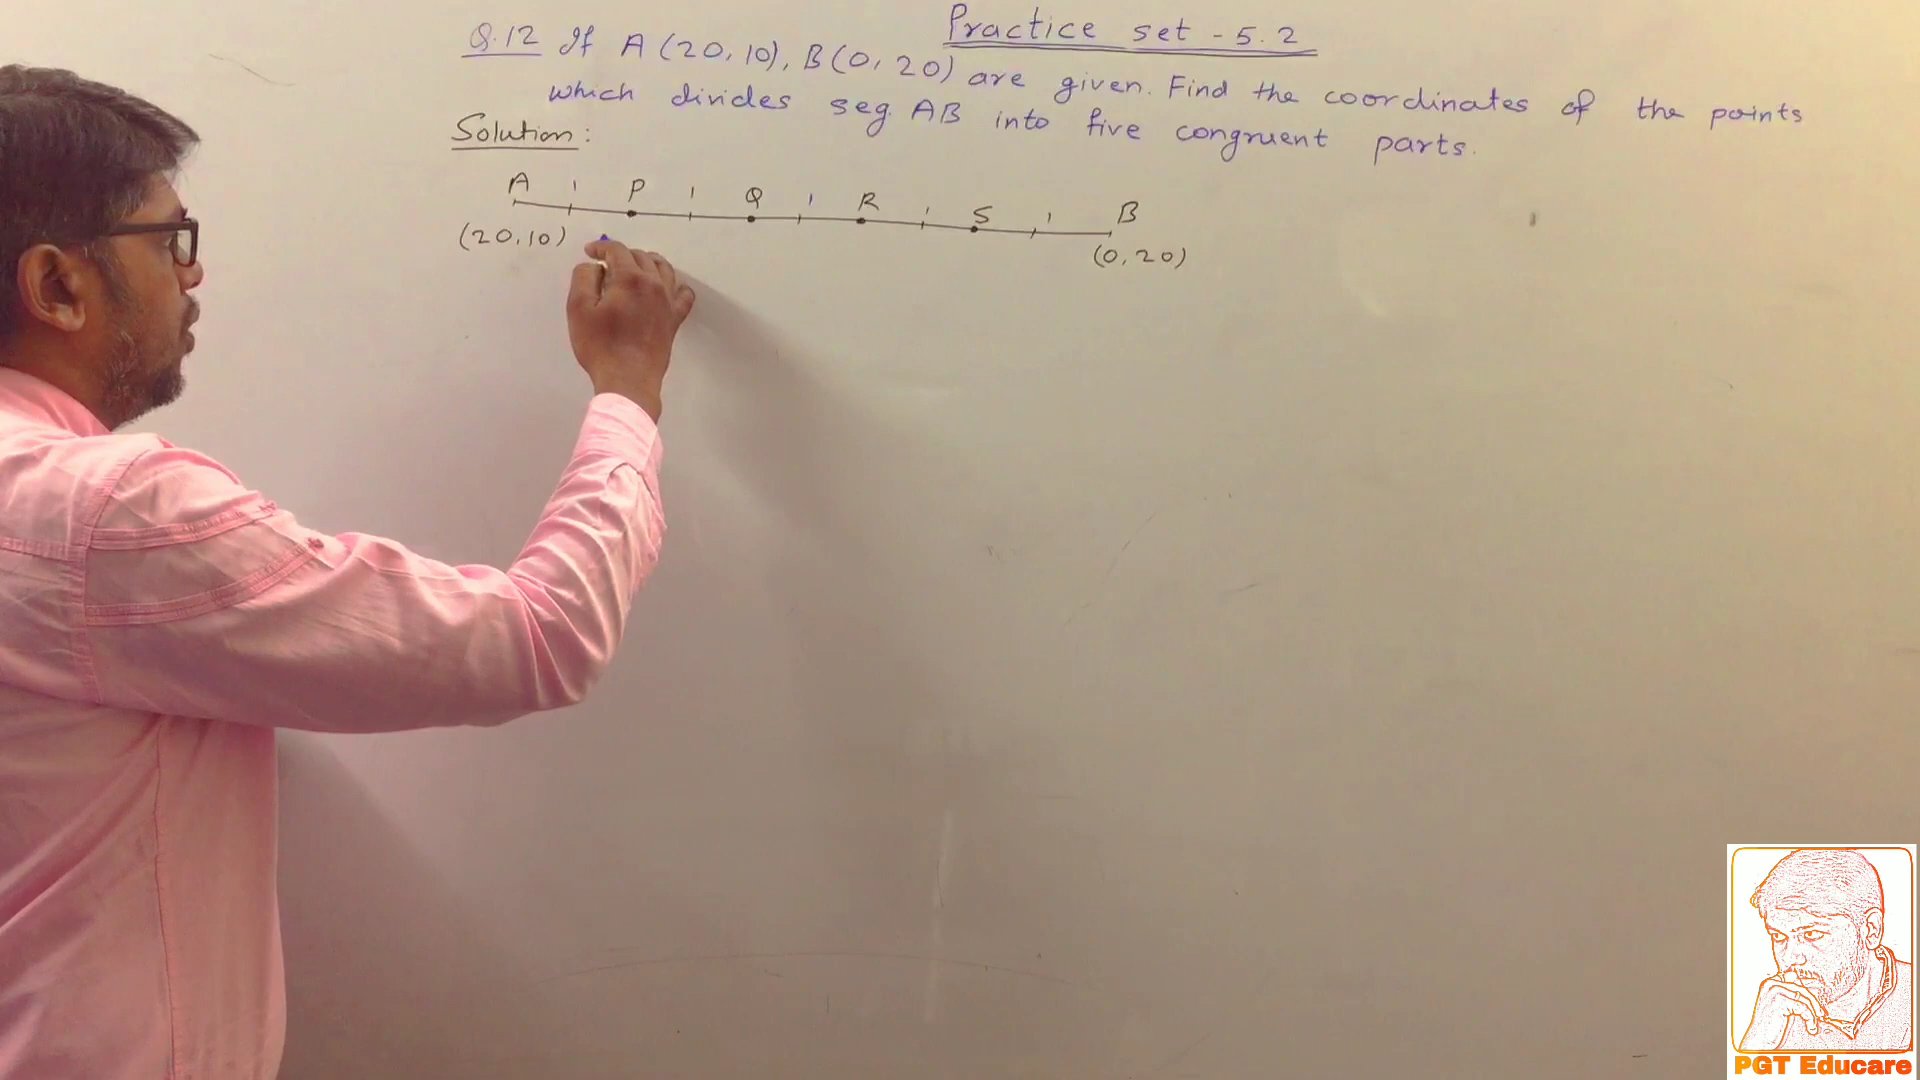 Practice set - 5.2
Q.12 If A (20, 10), B (0, 20) are given. Find the coordinates of the points
which divides seg. AB into five congruent parts.
Solution:
A ı P ı Q ı R ı S ı B
(20, 10) (0, 20)
PGT Educare